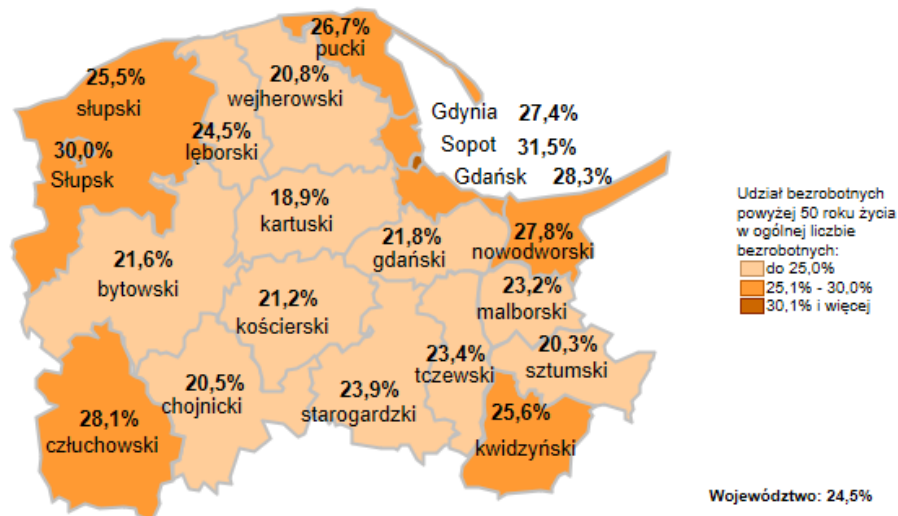 26,7%
pucki
25,5%
słupski
20,8%
wejherowski
Gdynia 27,4%
Sopot 31,5%
Gdańsk 28,3%
24,5%
lęborski
30,0%
Słupsk
18,9%
kartuski
21,8%
gdański
27,8%
nowodworski
21,6%
bytowski
21,2%
kościerski
23,2%
malborski
20,3%
sztumski
23,4%
tczewski
20,5%
chojnicki
23,9%
starogardzki
28,1%
człuchowski
25,6%
kwidzyński
Udział bezrobotnych
powyżej 50 roku życia
w ogólnej liczbie
bezrobotnych:
do 25,0%
25,1% - 30,0%
30,1% i więcej
Województwo: 24,5%